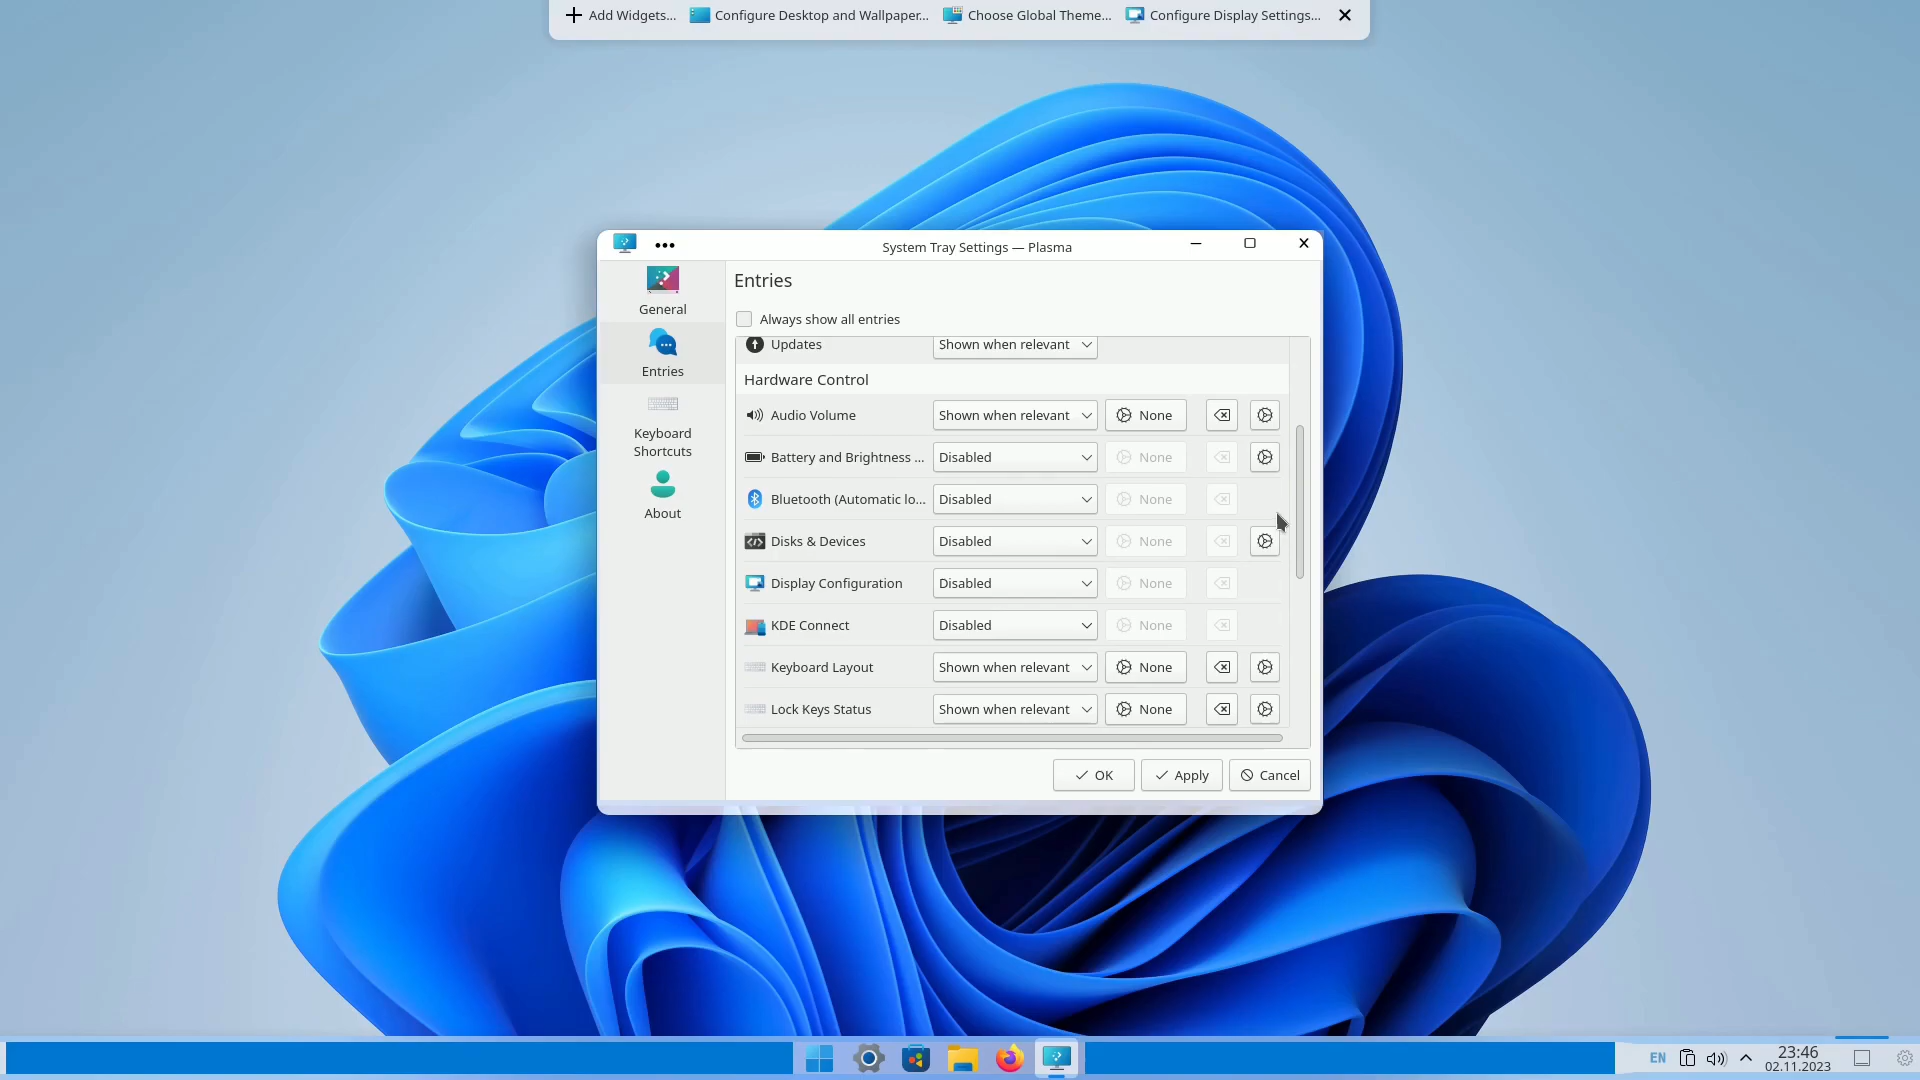 Add Widgets... Configure Desktop and Wallpaper... Choose Global Theme... Configure Display Settings...
System Tray Settings — Plasma
General
Entries
Keyboard
Shortcuts
About
Entries
Always show all entries
Updates Shown when relevant
Hardware Control
Audio Volume Shown when relevant None
Battery and Brightness ... Disabled None
Bluetooth (Automatic lo... Disabled None
Disks & Devices Disabled None
Display Configuration Disabled None
KDE Connect Disabled None
Keyboard Layout Shown when relevant None
Lock Keys Status Shown when relevant None
OK Apply Cancel
EN 23:46
02.11.2023